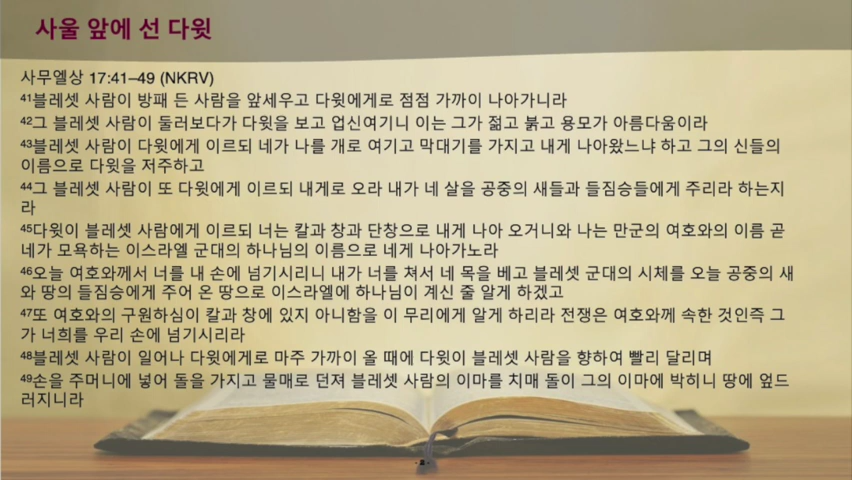 사울 앞에 선 다윗
사무엘상 17:41–49 (NKRV)
41블레셋 사람이 방패 든 사람을 앞세우고 다윗에게로 점점 가까이 나아가니라
42그 블레셋 사람이 둘러보다가 다윗을 보고 업신여기니 이는 그가 젊고 붉고 용모가 아름다움이라
43블레셋 사람이 다윗에게 이르되 네가 나를 개로 여기고 막대기를 가지고 내게 나아왔느냐 하고 그의 신들의
이름으로 다윗을 저주하고
44그 블레셋 사람이 또 다윗에게 이르되 내게로 오라 내가 네 살을 공중의 새들과 들짐승들에게 주리라 하는지
라
45다윗이 블레셋 사람에게 이르되 너는 칼과 창과 단창으로 내게 나아 오거니와 나는 만군의 여호와의 이름 곧
네가 모욕하는 이스라엘 군대의 하나님의 이름으로 네게 나아가노라
46오늘 여호와께서 너를 내 손에 넘기시리니 내가 너를 쳐서 네 목을 베고 블레셋 군대의 시체를 오늘 공중의 새
와 땅의 들짐승에게 주어 온 땅으로 이스라엘에 하나님이 계신 줄 알게 하겠고
47또 여호와의 구원하심이 칼과 창에 있지 아니함을 이 무리에게 알게 하리라 전쟁은 여호와께 속한 것인즉 그
가 너희를 우리 손에 넘기시리라
48블레셋 사람이 일어나 다윗에게로 마주 가까이 올 때에 다윗이 블레셋 사람을 향하여 빨리 달리며
49손을 주머니에 넣어 돌을 가지고 물매로 던져 블레셋 사람의 이마를 치매 돌이 그의 이마에 박히니 땅에 엎드
러지니라